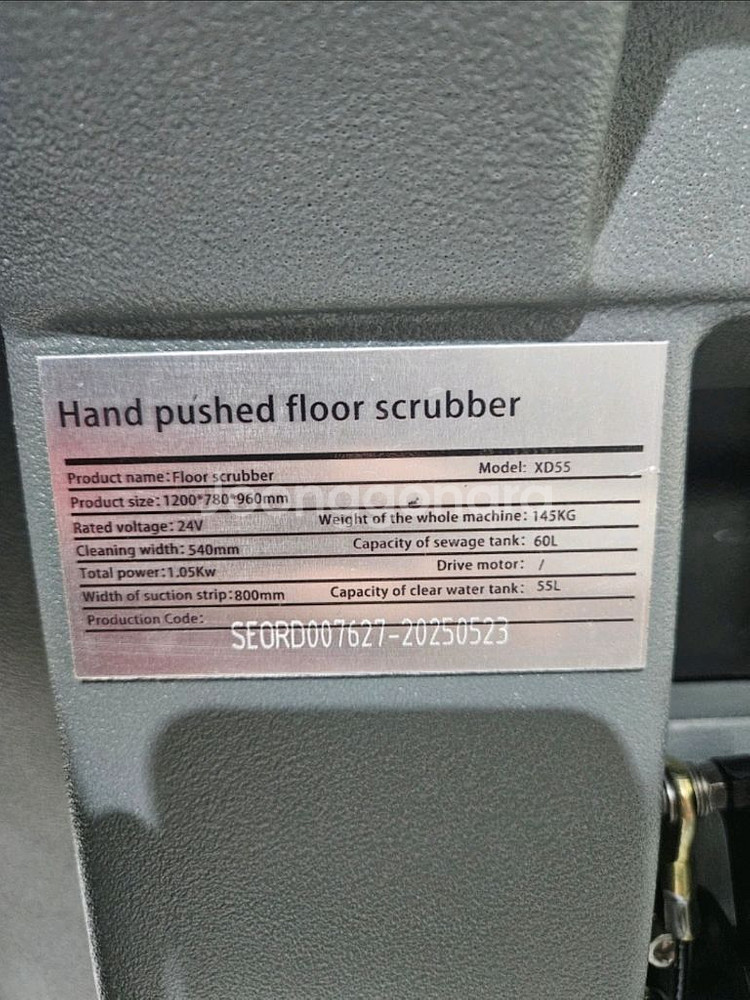 Hand pushed floor scrubber
Product name:Floor scrubber Model: XD55
Product size:1200*780*960mm
Rated voltage:24V Weight of the whole machine:145KG
Cleaning width:540mm Capacity of sewage tank: 60L
Total power:1.05Kw Drive motor: /
Width of suction strip:800mm Capacity of clear water tank: 55L
Production Code: SEORD007627-20250523
joonggonara